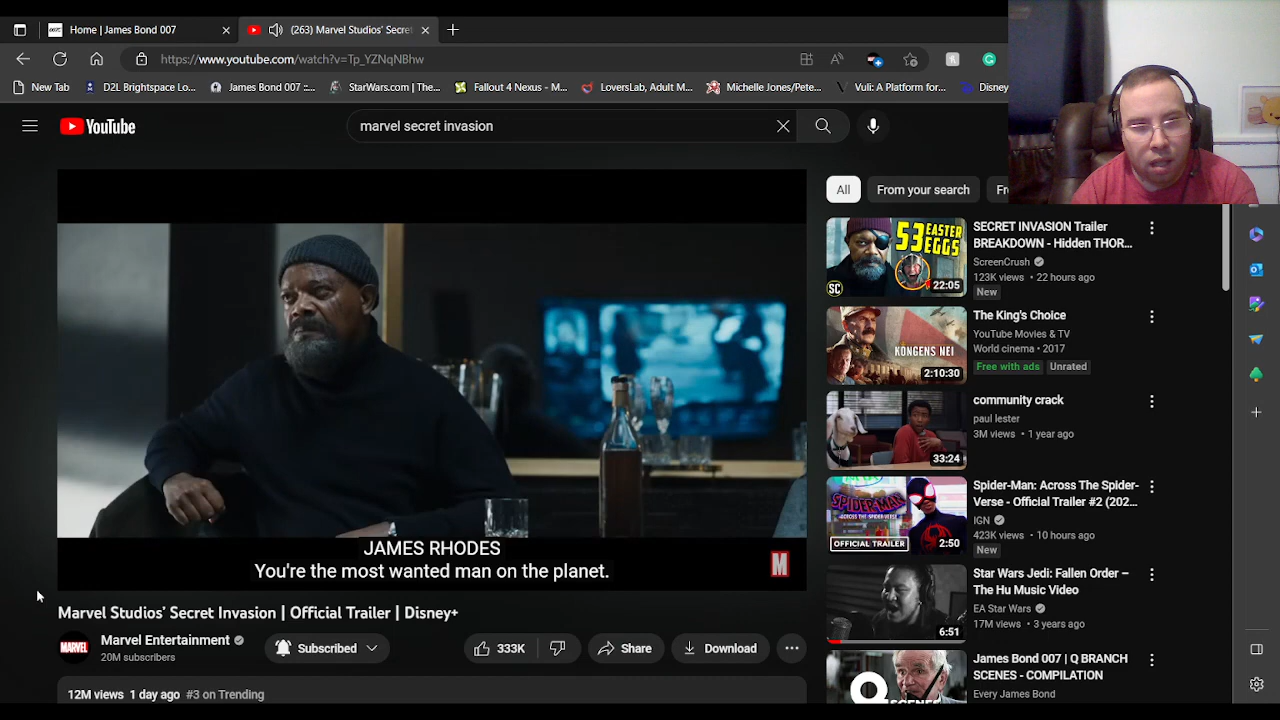 Home | James Bond 007
(263) Marvel Studios' Secret
https://www.youtube.com/watch?v=Tp_YZNqNBhw
New Tab
D2L Brightspace Lo...
James Bond 007 ::...
StarWars.com | The...
Fallout 4 Nexus - M...
LoversLab, Adult M...
Michelle Jones/Pete...
Vuli: A Platform for...
Disney
YouTube
marvel secret invasion
JAMES RHODES
You're the most wanted man on the planet.
M
Marvel Studios' Secret Invasion | Official Trailer | Disney+
MARVEL
Marvel Entertainment
20M subscribers
Subscribed
333K
Share
Download
12M views 1 day ago #3 on Trending
All
From your search
53 EASTER
EGGS
SC
22:05
SECRET INVASION Trailer
BREAKDOWN - Hidden THOR...
ScreenCrush
123K views • 22 hours ago
New
KONGENS NEI
2:10:30
The King's Choice
YouTube Movies & TV
World cinema • 2017
Free with ads
Unrated
33:24
community crack
paul lester
3M views • 1 year ago
SPIDER-MAN
ACROSS THE SPIDER-VERSE
OFFICIAL TRAILER
2:50
Spider-Man: Across The Spider-
Verse - Official Trailer #2 (202...
IGN
423K views • 10 hours ago
New
6:51
Star Wars Jedi: Fallen Order –
The Hu Music Video
EA Star Wars
17M views • 3 years ago
Q
SCENES
James Bond 007 | Q BRANCH
SCENES - COMPILATION
Every James Bond